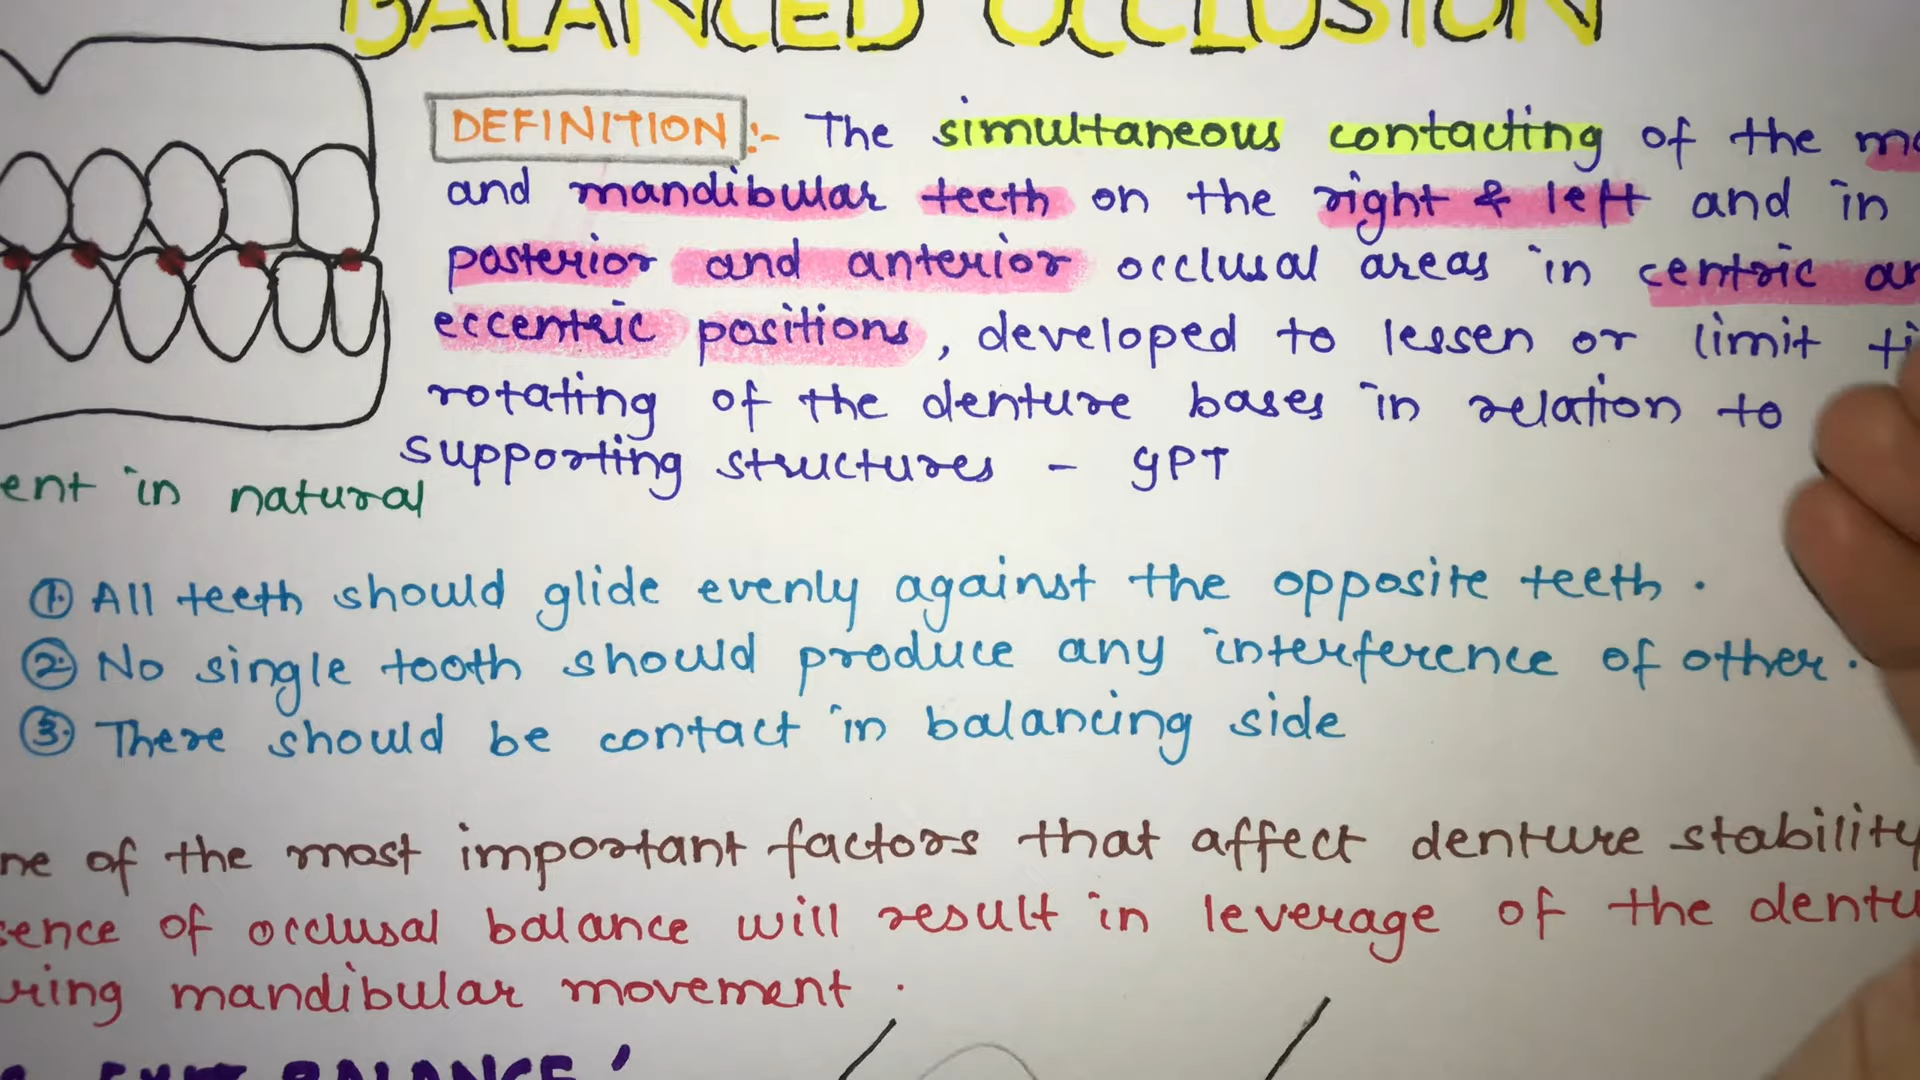 BALANCED OCCLUSION
DEFINITION :- The simultaneous contacting of the
and mandibular teeth on the right & left and in
posterior and anterior occlusal areas in centric
eccentric positions, developed to lessen or limit
rotating of the denture bases in relation to
supporting structures - GPT
in natural
① All teeth should glide evenly against the opposite teeth.
② No single tooth should produce any interference of other.
③ There should be contact in balancing side
of the most important factors that affect denture stability
of occlusal balance will result in leverage of the
mandibular movement.
BALANCE